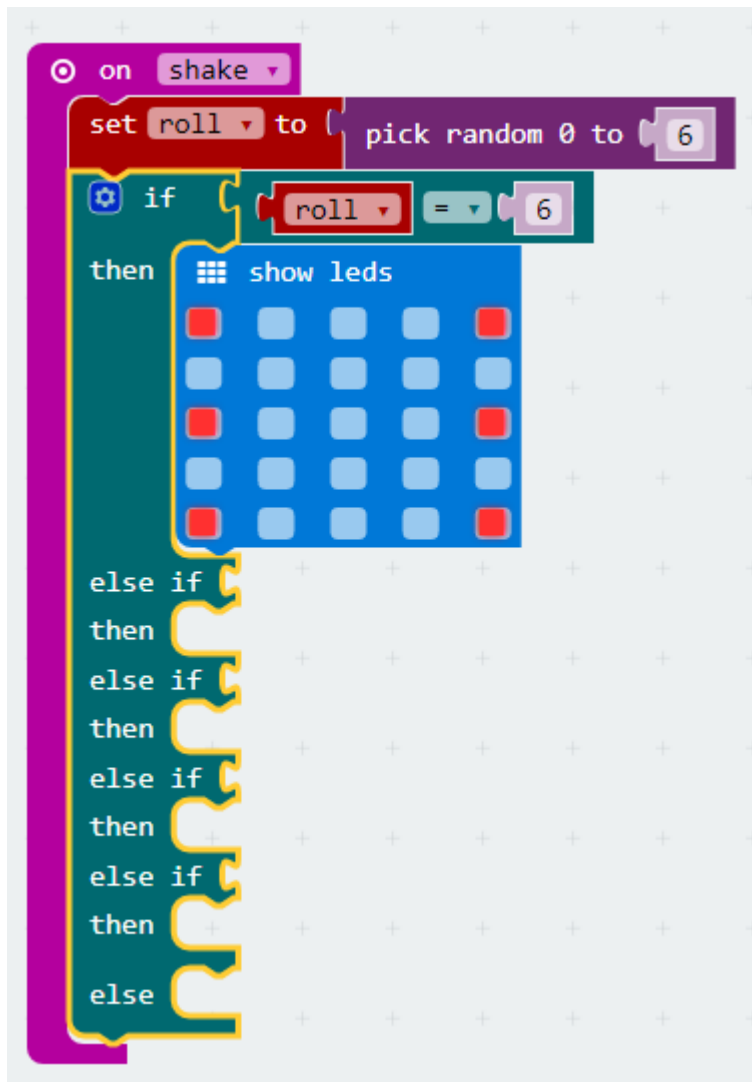 on shake
set roll to pick random 0 to 6
if roll = 6
then show leds
else if
then
else if
then
else if
then
else if
then
else